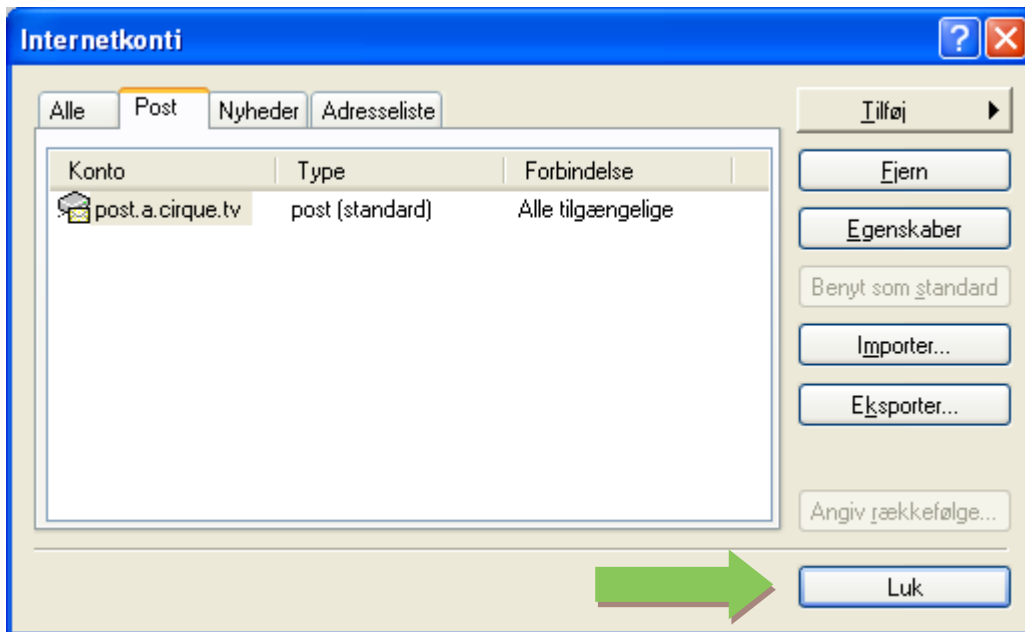 Internetkonti
Alle Post Nyheder Adresseliste
Konto Type Forbindelse
post.a.cirque.tv post (standard) Alle tilgængelige
Tilføj
Fjern
Egenskaber
Benyt som standard
Importer...
Eksporter...
Angiv rækkefølge...
Luk